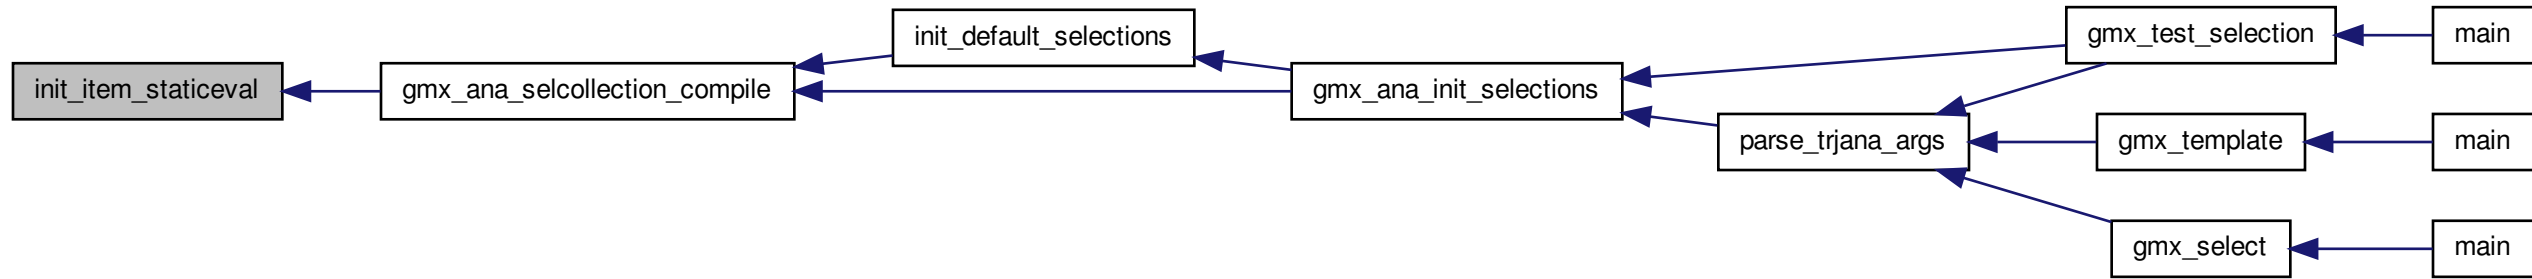 init_item_staticeval
gmx_ana_selcollection_compile
init_default_selections
gmx_ana_init_selections
gmx_test_selection
main
parse_trjana_args
gmx_template
main
gmx_select
main